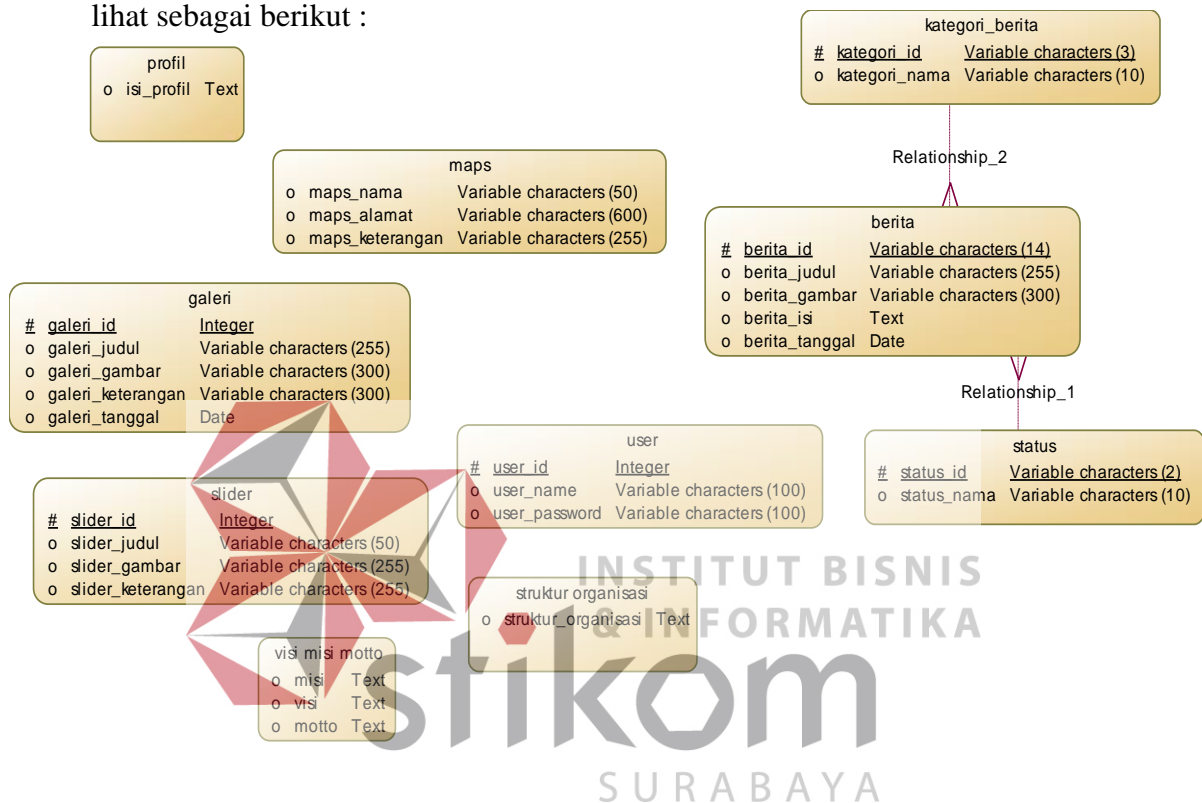 lihat sebagai berikut :
profil
o isi_profil Text
kategori_berita
# kategori_id Variable characters (3)
o kategori_nama Variable characters (10)
Relationship_2
maps
o maps_nama Variable characters (50)
o maps_alamat Variable characters (600)
o maps_keterangan Variable characters (255)
berita
# berita_id Variable characters (14)
o berita_judul Variable characters (255)
o berita_gambar Variable characters (300)
o berita_isi Text
o berita_tanggal Date
galeri
# galeri_id Integer
o galeri_judul Variable characters (255)
o galeri_gambar Variable characters (300)
o galeri_keterangan Variable characters (300)
o galeri_tanggal Date
Relationship_1
user
# user_id Integer
o user_name Variable characters (100)
o user_password Variable characters (100)
status
# status_id Variable characters (2)
o status_nama Variable characters (10)
slider
# slider_id Integer
o slider_judul Variable characters (50)
o slider_gambar Variable characters (255)
o slider_keterangan Variable characters (255)
struktur organisasi
o struktur_organisasi Text
visi misi motto
o misi Text
o visi Text
o motto Text
INSTITUT BISNIS
& INFORMATIKA
stikom
SURABAYA